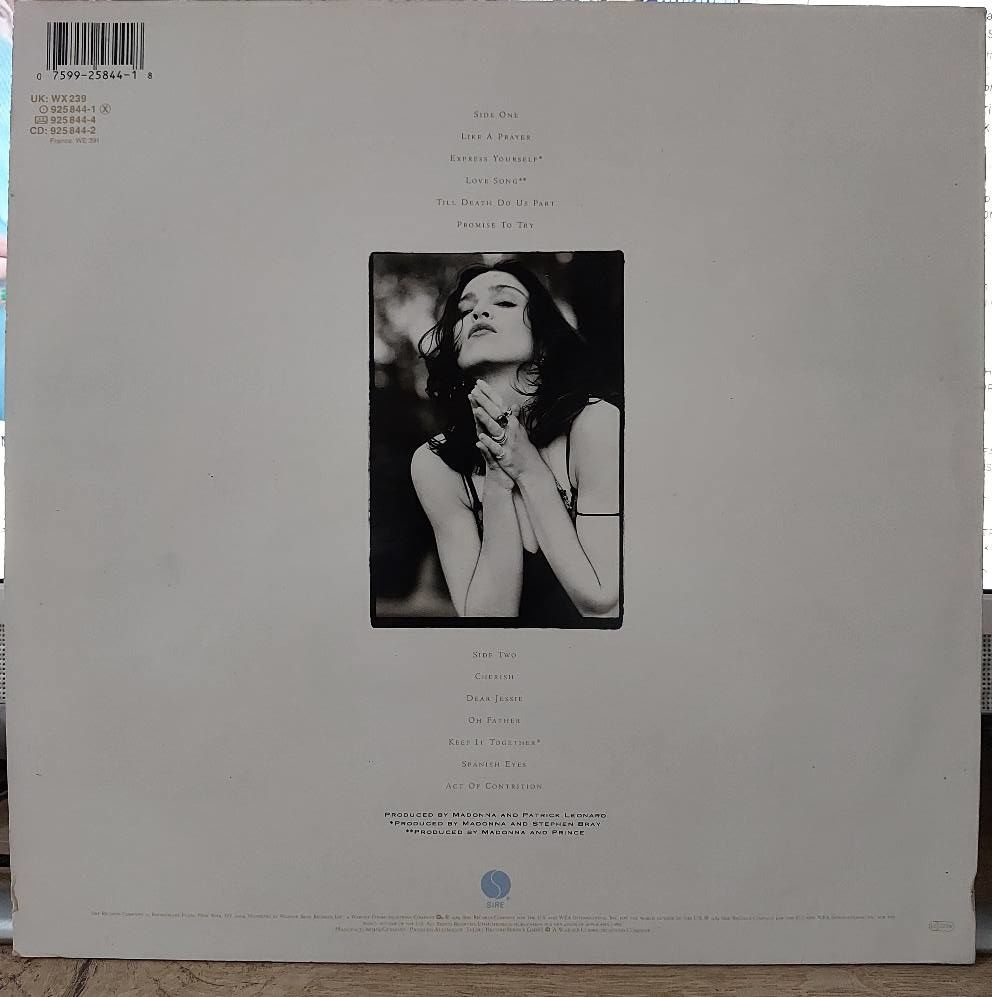 0 7599-25844-1 8
UK: WX239
925844-1 Ⓧ
925844-4
CD: 925844-2
France: WE 391
SIDE ONE
LIKE A PRAYER
EXPRESS YOURSELF*
LOVE SONG**
TILL DEATH DO US PART
PROMISE TO TRY
SIDE TWO
CHERISH
DEAR JESSIE
OH FATHER
KEEP IT TOGETHER*
SPANISH EYES
ACT OF CONTRITION
PRODUCED BY MADONNA AND PATRICK LEONARD
*PRODUCED BY MADONNA AND STEPHEN BRAY
**PRODUCED BY MADONNA AND PRINCE
SIRE